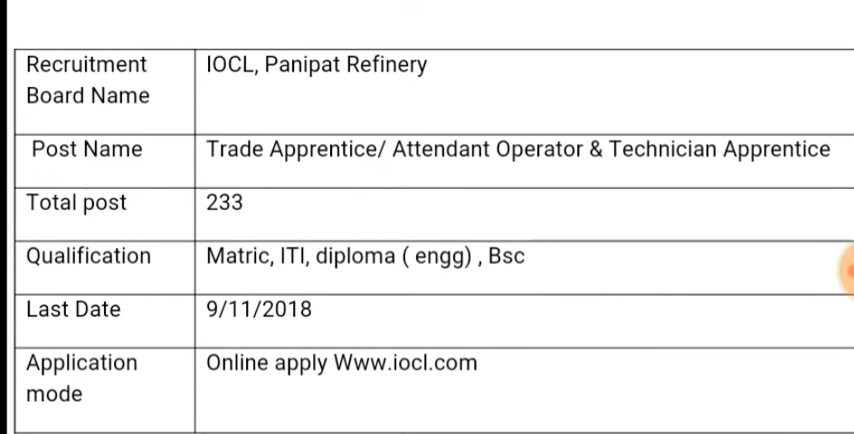 Recruitment
Board Name
IOCL, Panipat Refinery
Post Name
Trade Apprentice/ Attendant Operator & Technician Apprentice
Total post
233
Qualification
Matric, ITI, diploma ( engg) , Bsc
Last Date
9/11/2018
Application
mode
Online apply Www.iocl.com